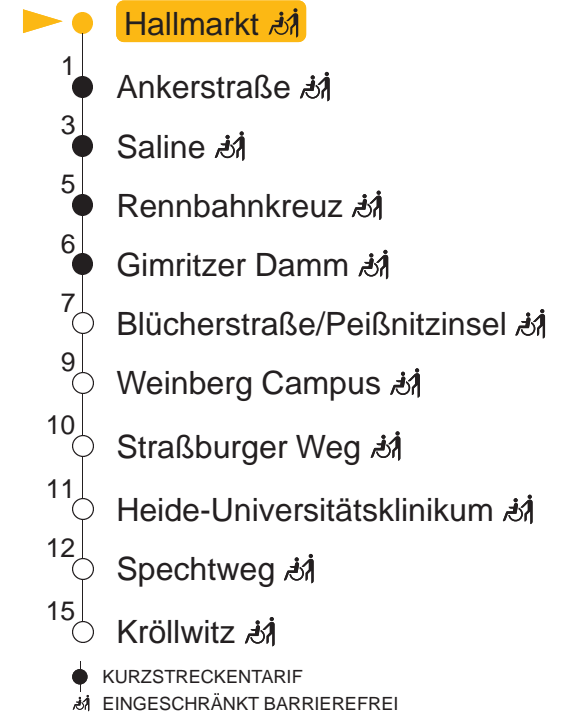 Hallmarkt
1
Ankerstraße
3
Saline
5
Rennbahnkreuz
6
Gimritzer Damm
7
Blücherstraße/Peißnitzinsel
9
Weinberg Campus
10
Straßburger Weg
11
Heide-Universitätsklinikum
12
Spechtweg
15
Kröllwitz
KURZSTRECKENTARIF
EINGESCHRÄNKT BARRIEREFREI